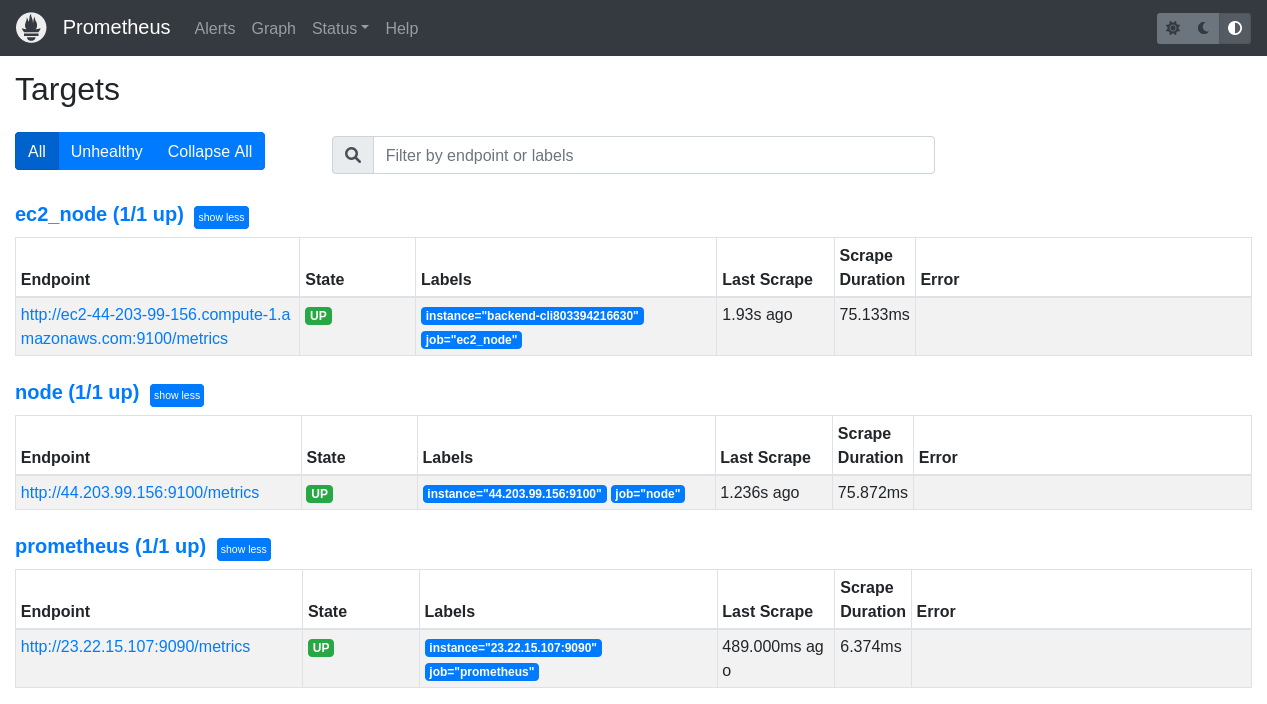 Prometheus Alerts Graph Status Help
Targets
All Unhealthy Collapse All Filter by endpoint or labels
ec2_node (1/1 up) show less
Scrape
Endpoint State Labels Last Scrape Duration Error
http://ec2-44-203-99-156.compute-1.a UP instance="backend-cli803394216630" 1.93s ago 75.133ms
mazonaws.com:9100/metrics job="ec2_node"
node (1/1 up) show less
Scrape
Endpoint State Labels Last Scrape Duration Error
http://44.203.99.156:9100/metrics UP instance="44.203.99.156:9100" job="node" 1.236s ago 75.872ms
prometheus (1/1 up) show less
Scrape
Endpoint State Labels Last Scrape Duration Error
http://23.22.15.107:9090/metrics UP instance="23.22.15.107:9090" 489.000ms ag 6.374ms
job="prometheus" o